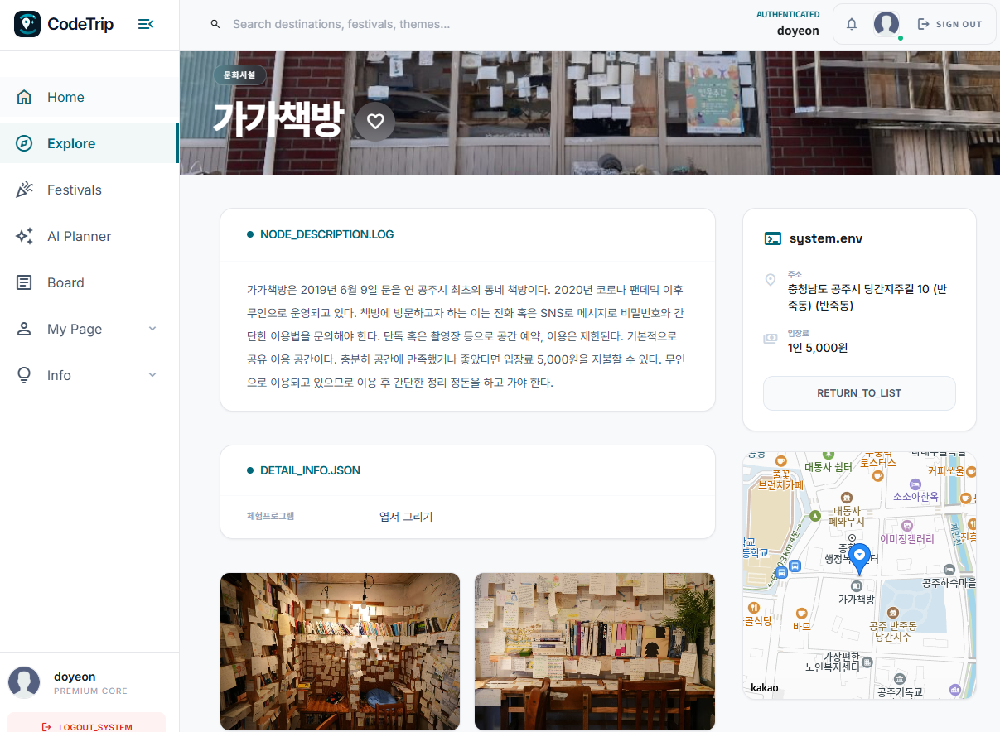 CodeTrip
Search destinations, festivals, themes...
AUTHENTICATED
doyeon
SIGN OUT
Home
Explore
Festivals
AI Planner
Board
My Page
Info
doyeon
PREMIUM CORE
LOGOUT_SYSTEM
문화시설
가가책방
인문주간
NODE_DESCRIPTION.LOG
가가책방은 2019년 6월 9일 문을 연 공주시 최초의 동네 책방이다. 2020년 코로나 팬데믹 이후
무인으로 운영되고 있다. 책방에 방문하고자 하는 이는 전화 혹은 SNS로 메시지로 비밀번호와 간
단한 이용법을 문의해야 한다. 단독 혹은 촬영장 등으로 공간 예약, 이용은 제한된다. 기본적으로
공유 이용 공간이다. 충분히 공간에 만족했거나 좋았다면 입장료 5,000원을 지불할 수 있다. 무인
으로 이용되고 있으므로 이용 후 간단한 정리 정돈을 하고 가야 한다.
DETAIL_INFO.JSON
체험프로그램
엽서 그리기
system.env
주소
충청남도 공주시 당간지주길 10 (반
죽동) (반죽동)
입장료
1인 5,000원
RETURN_TO_LIST
대통사 쉼터
로스터스
커피쏘울
풀꽃
브런치카페
소소아한옥
대통사
폐와무지
이미정갤러리
제민천
등학교
공주하숙마을
가가책방
골식당
바므
공주 반죽동
당간지주
가장편한
노인복지센터
공주기독교
kakao